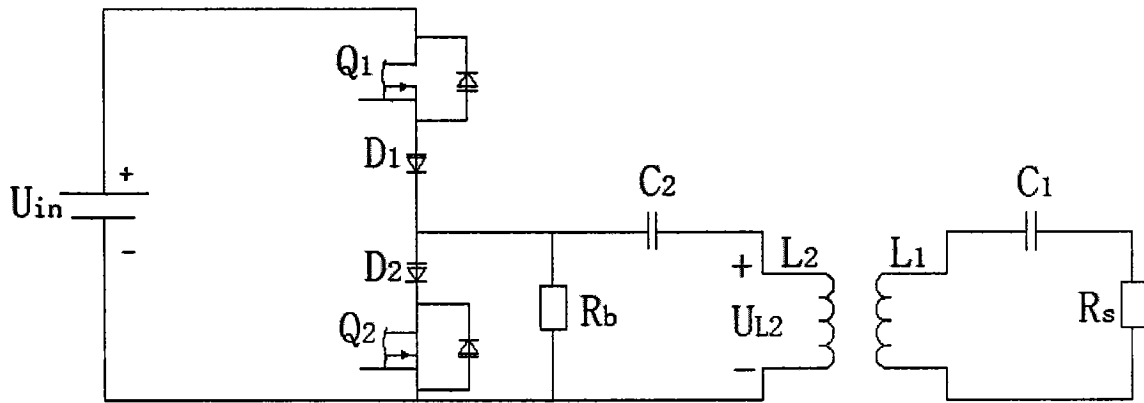 Q1
D1
Uin
+
-
C2
C1
D2
Rb
+
L2
L1
UL2
-
Rs
Q2